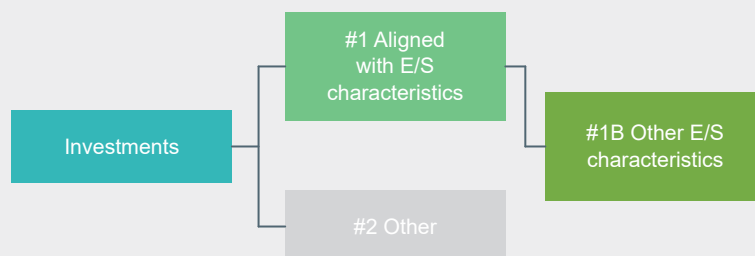 #1 Aligned
with E/S
characteristics
Investments
#1B Other E/S
characteristics
#2 Other